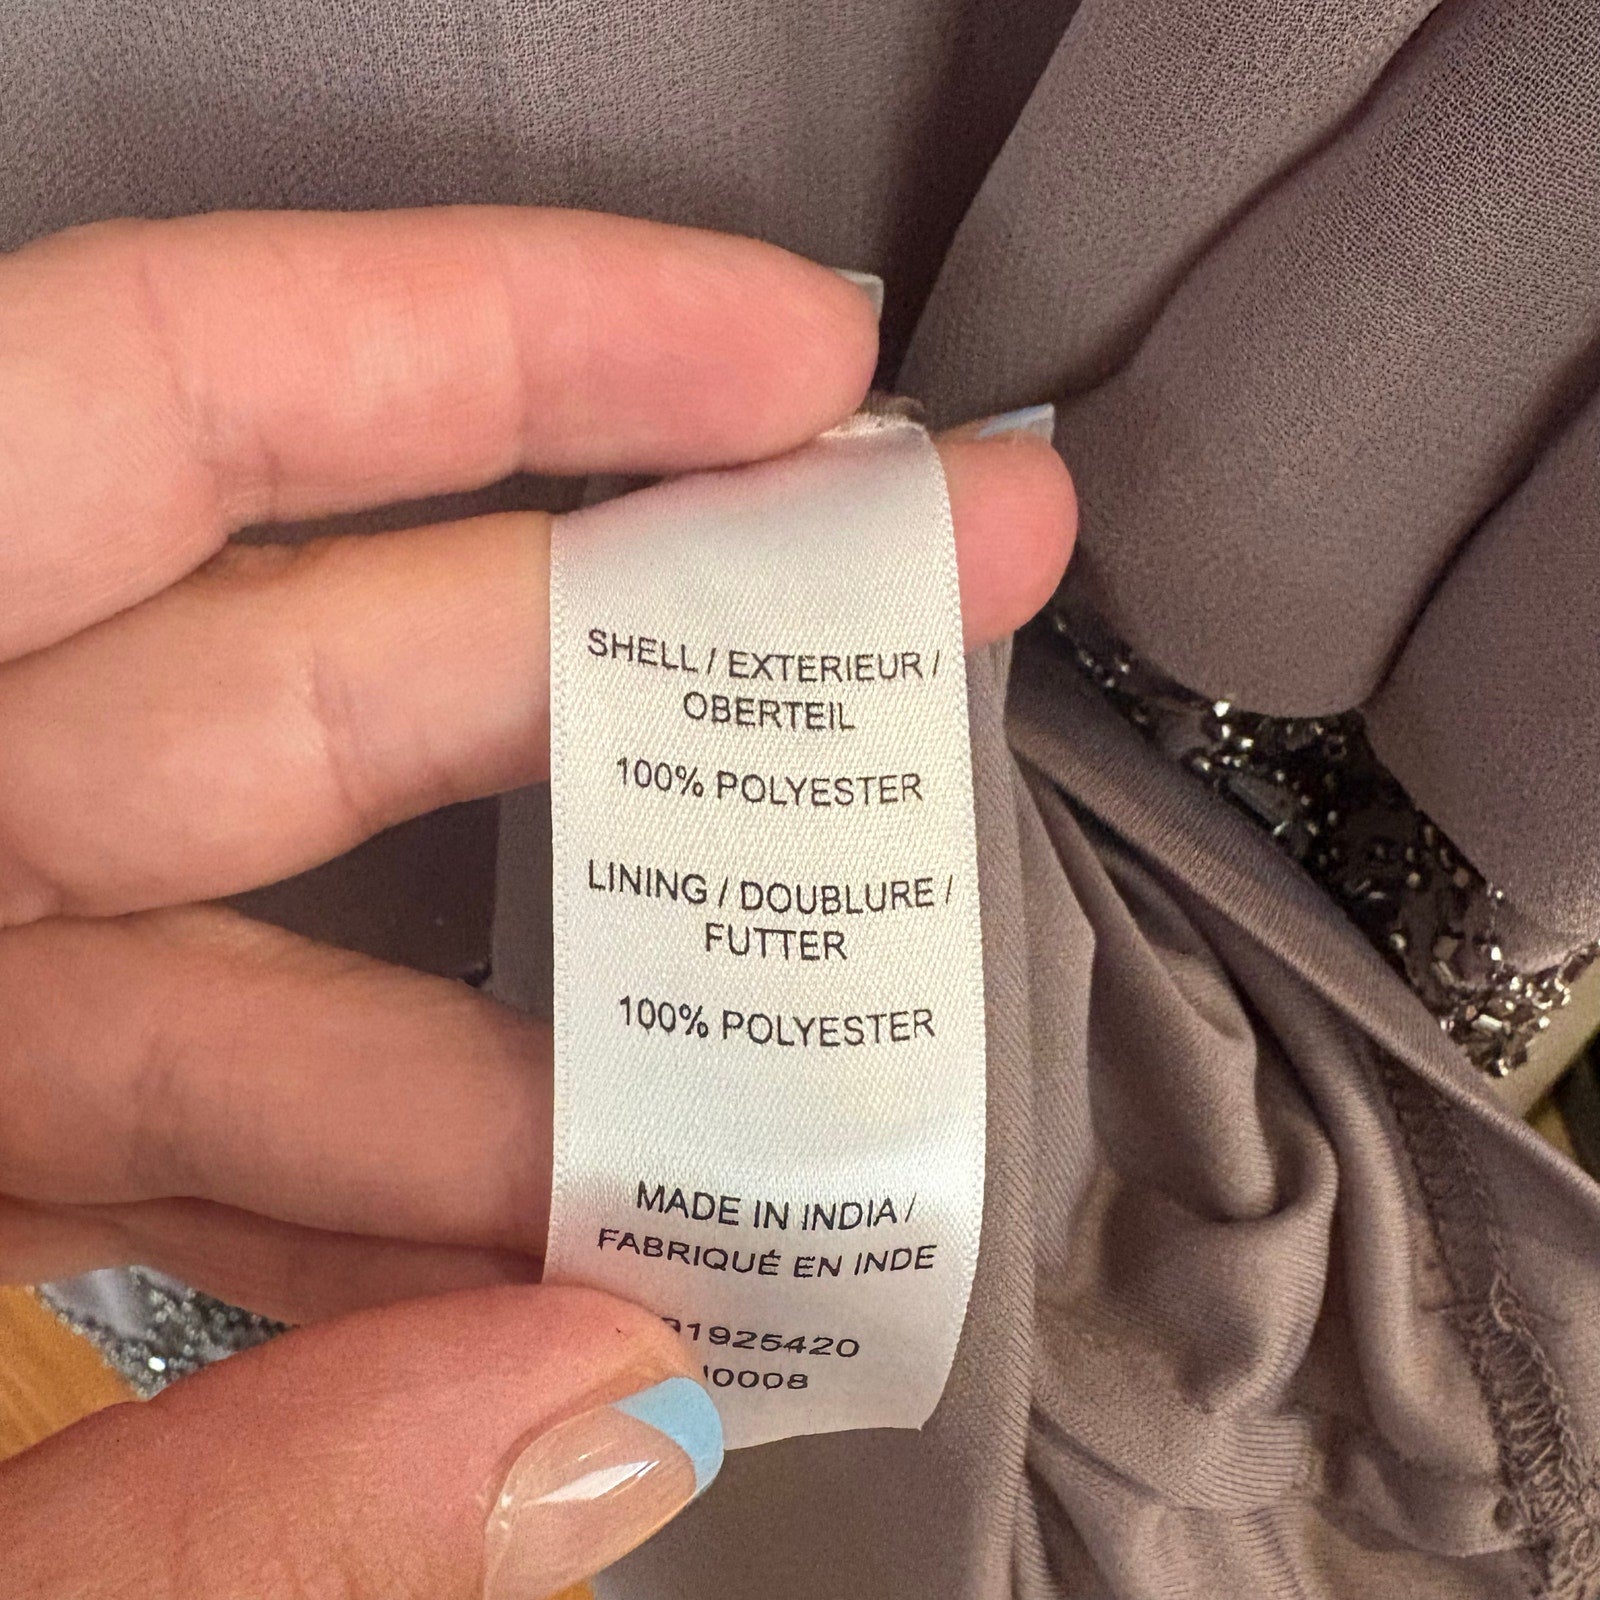 SHELL / EXTERIEUR /
OBERTEIL
100% POLYESTER
LINING / DOUBLURE /
FUTTER
100% POLYESTER
MADE IN INDIA /
FABRIQUÉ EN INDE